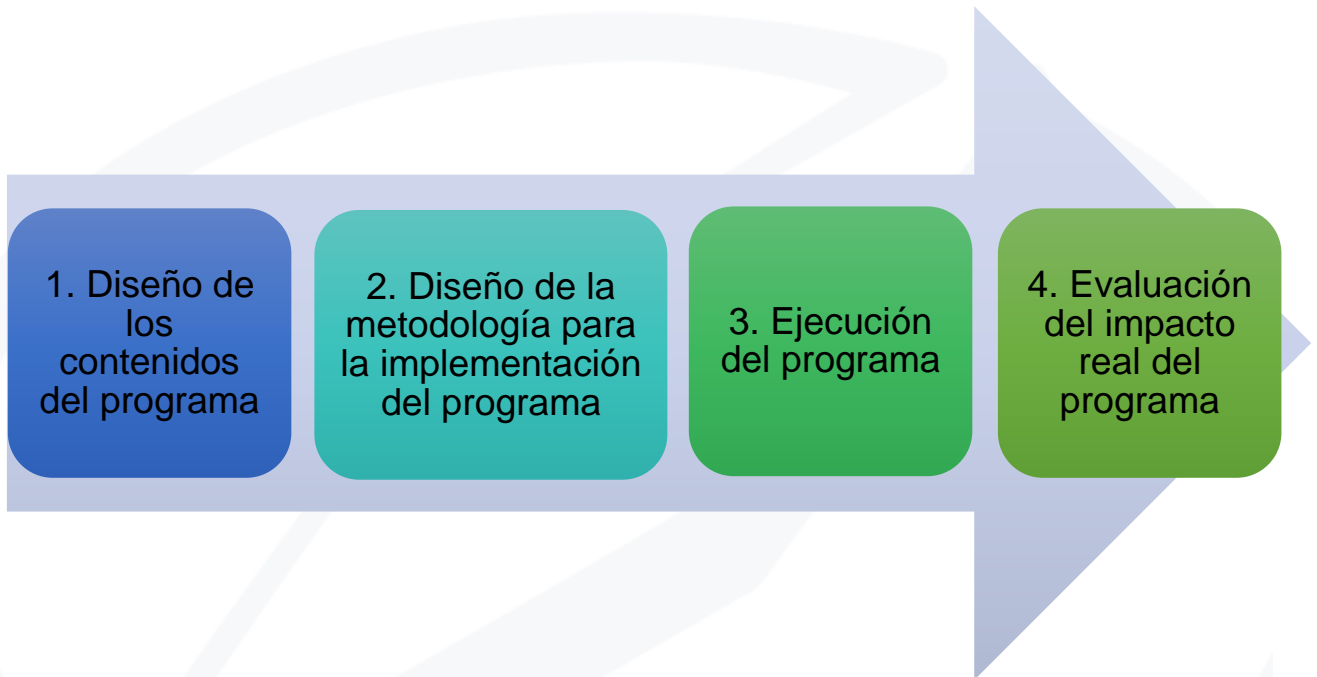 1. Diseño de
los
contenidos
del programa
2. Diseño de la
metodología para
la implementación
del programa
3. Ejecución
del programa
4. Evaluación
del impacto
real del
programa